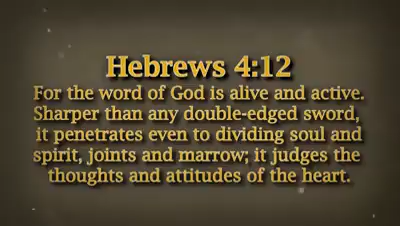 Hebrews 4:12
For the word of God is alive and active.
Sharper than any double-edged sword,
it penetrates even to dividing soul and
spirit, joints and marrow; it judges the
thoughts and attitudes of the heart.